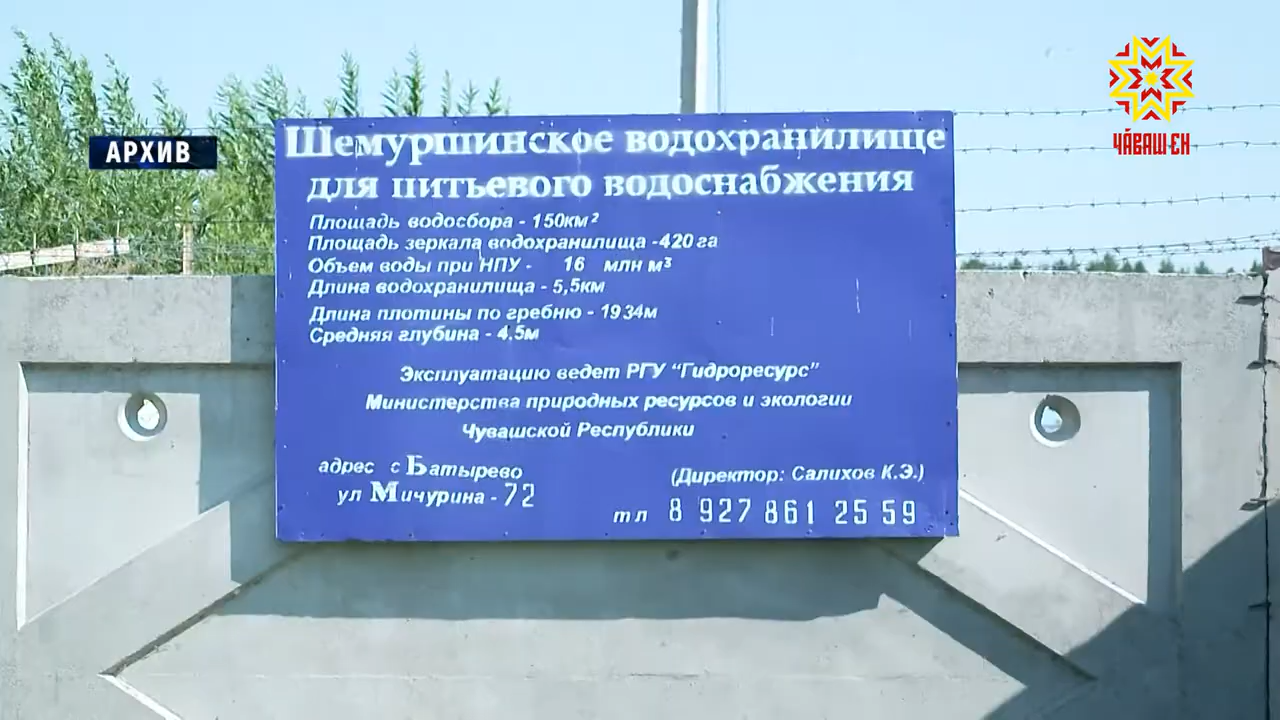 АРХИВ
ЧӐВАШ ЕН
Шемуршинское водохранилище
для питьевого водоснабжения
Площадь водосбора - 150км²
Площадь зеркала водохранилища -420 га
Объем воды при НПУ - 16 млн м³
Длина водохранилища - 5,5км
Длина плотины по гребню - 1934м
Средняя глубина - 4.5м
Эксплуатацию ведет РГУ "Гидроресурс"
Министерства природных ресурсов и экологии
Чувашской Республики
адрес с Батырево
ул Мичурина - 72
(Директор: Салихов К.Э.)
тл 8 927 861 25 59